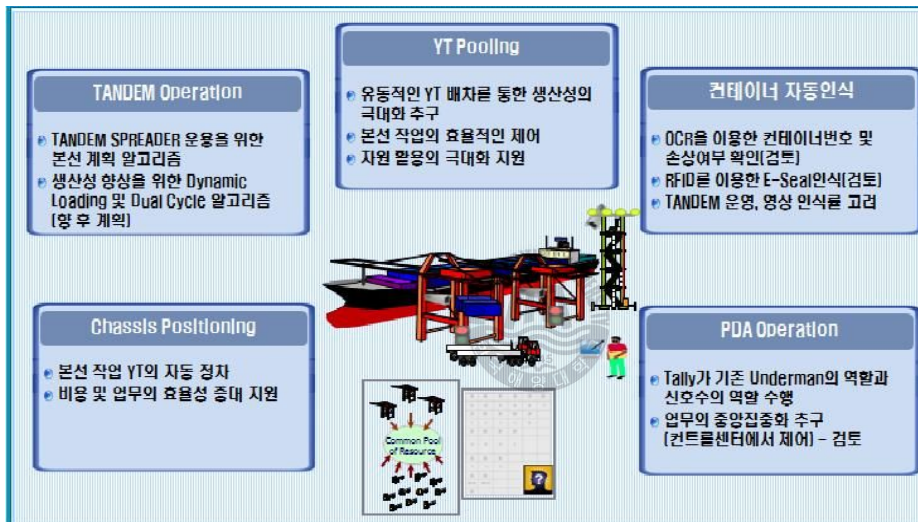 TANDEM Operation
TANDEM SPREADER 운용을 위한
본선 계획 알고리즘
생산성 향상을 위한 Dynamic
Loading 및 Dual Cycle 알고리즘
(향 후 계획)
YT Pooling
유동적인 YT 배차를 통한 생산성의
극대화 추구
본선 작업의 효율적인 제어
자원 활용의 극대화 지원
컨테이너 자동인식
OCR을 이용한 컨테이너번호 및
손상여부 확인(검토)
RFID를 이용한 E-Seal인식(검토)
TANDEM 운영, 영상 인식률 고려
Chassis Positioning
본선 작업 YT의 자동 정차
비용 및 업무의 효율성 증대 지원
Common Pool
of Resource
?
PDA Operation
Tally가 기존 Underman의 역할과
신호수의 역할 수행
업무의 중앙집중화 추구
(컨트롤센터에서 제어) - 검토